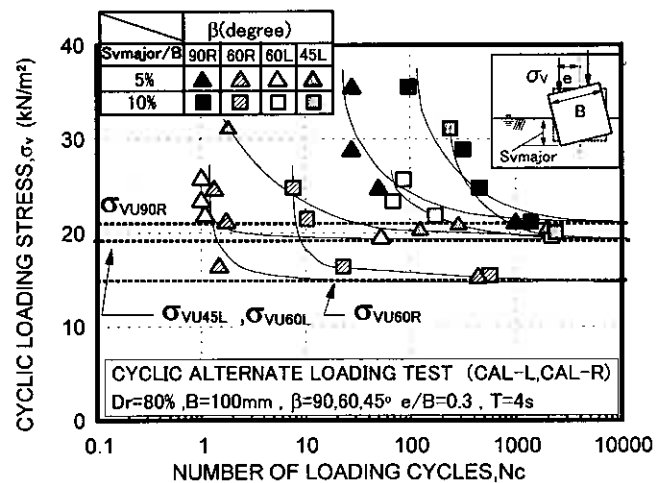 β(degree)
Svmajor/B 90R 60R 60L 45L
5%
10%
σv e
B
Svmajor
CYCLIC LOADING STRESS,σv (kN/m²)
40
30
20
10
0
σVU90R
σVU45L ,σVU60L σVU60R
CYCLIC ALTERNATE LOADING TEST (CAL-L,CAL-R)
Dr=80% ,B=100mm , β=90,60,45° e/B=0.3 , T=4s
0.1 1 10 100 1000 10000
NUMBER OF LOADING CYCLES,Nc